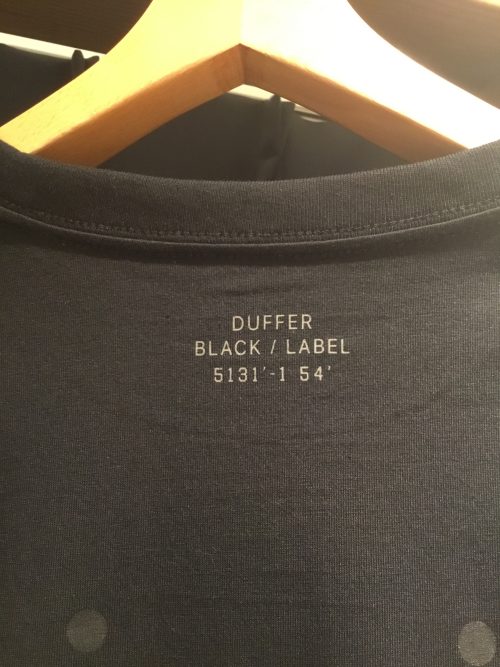 DUFFER
BLACK / LABEL
5131'-1 54'